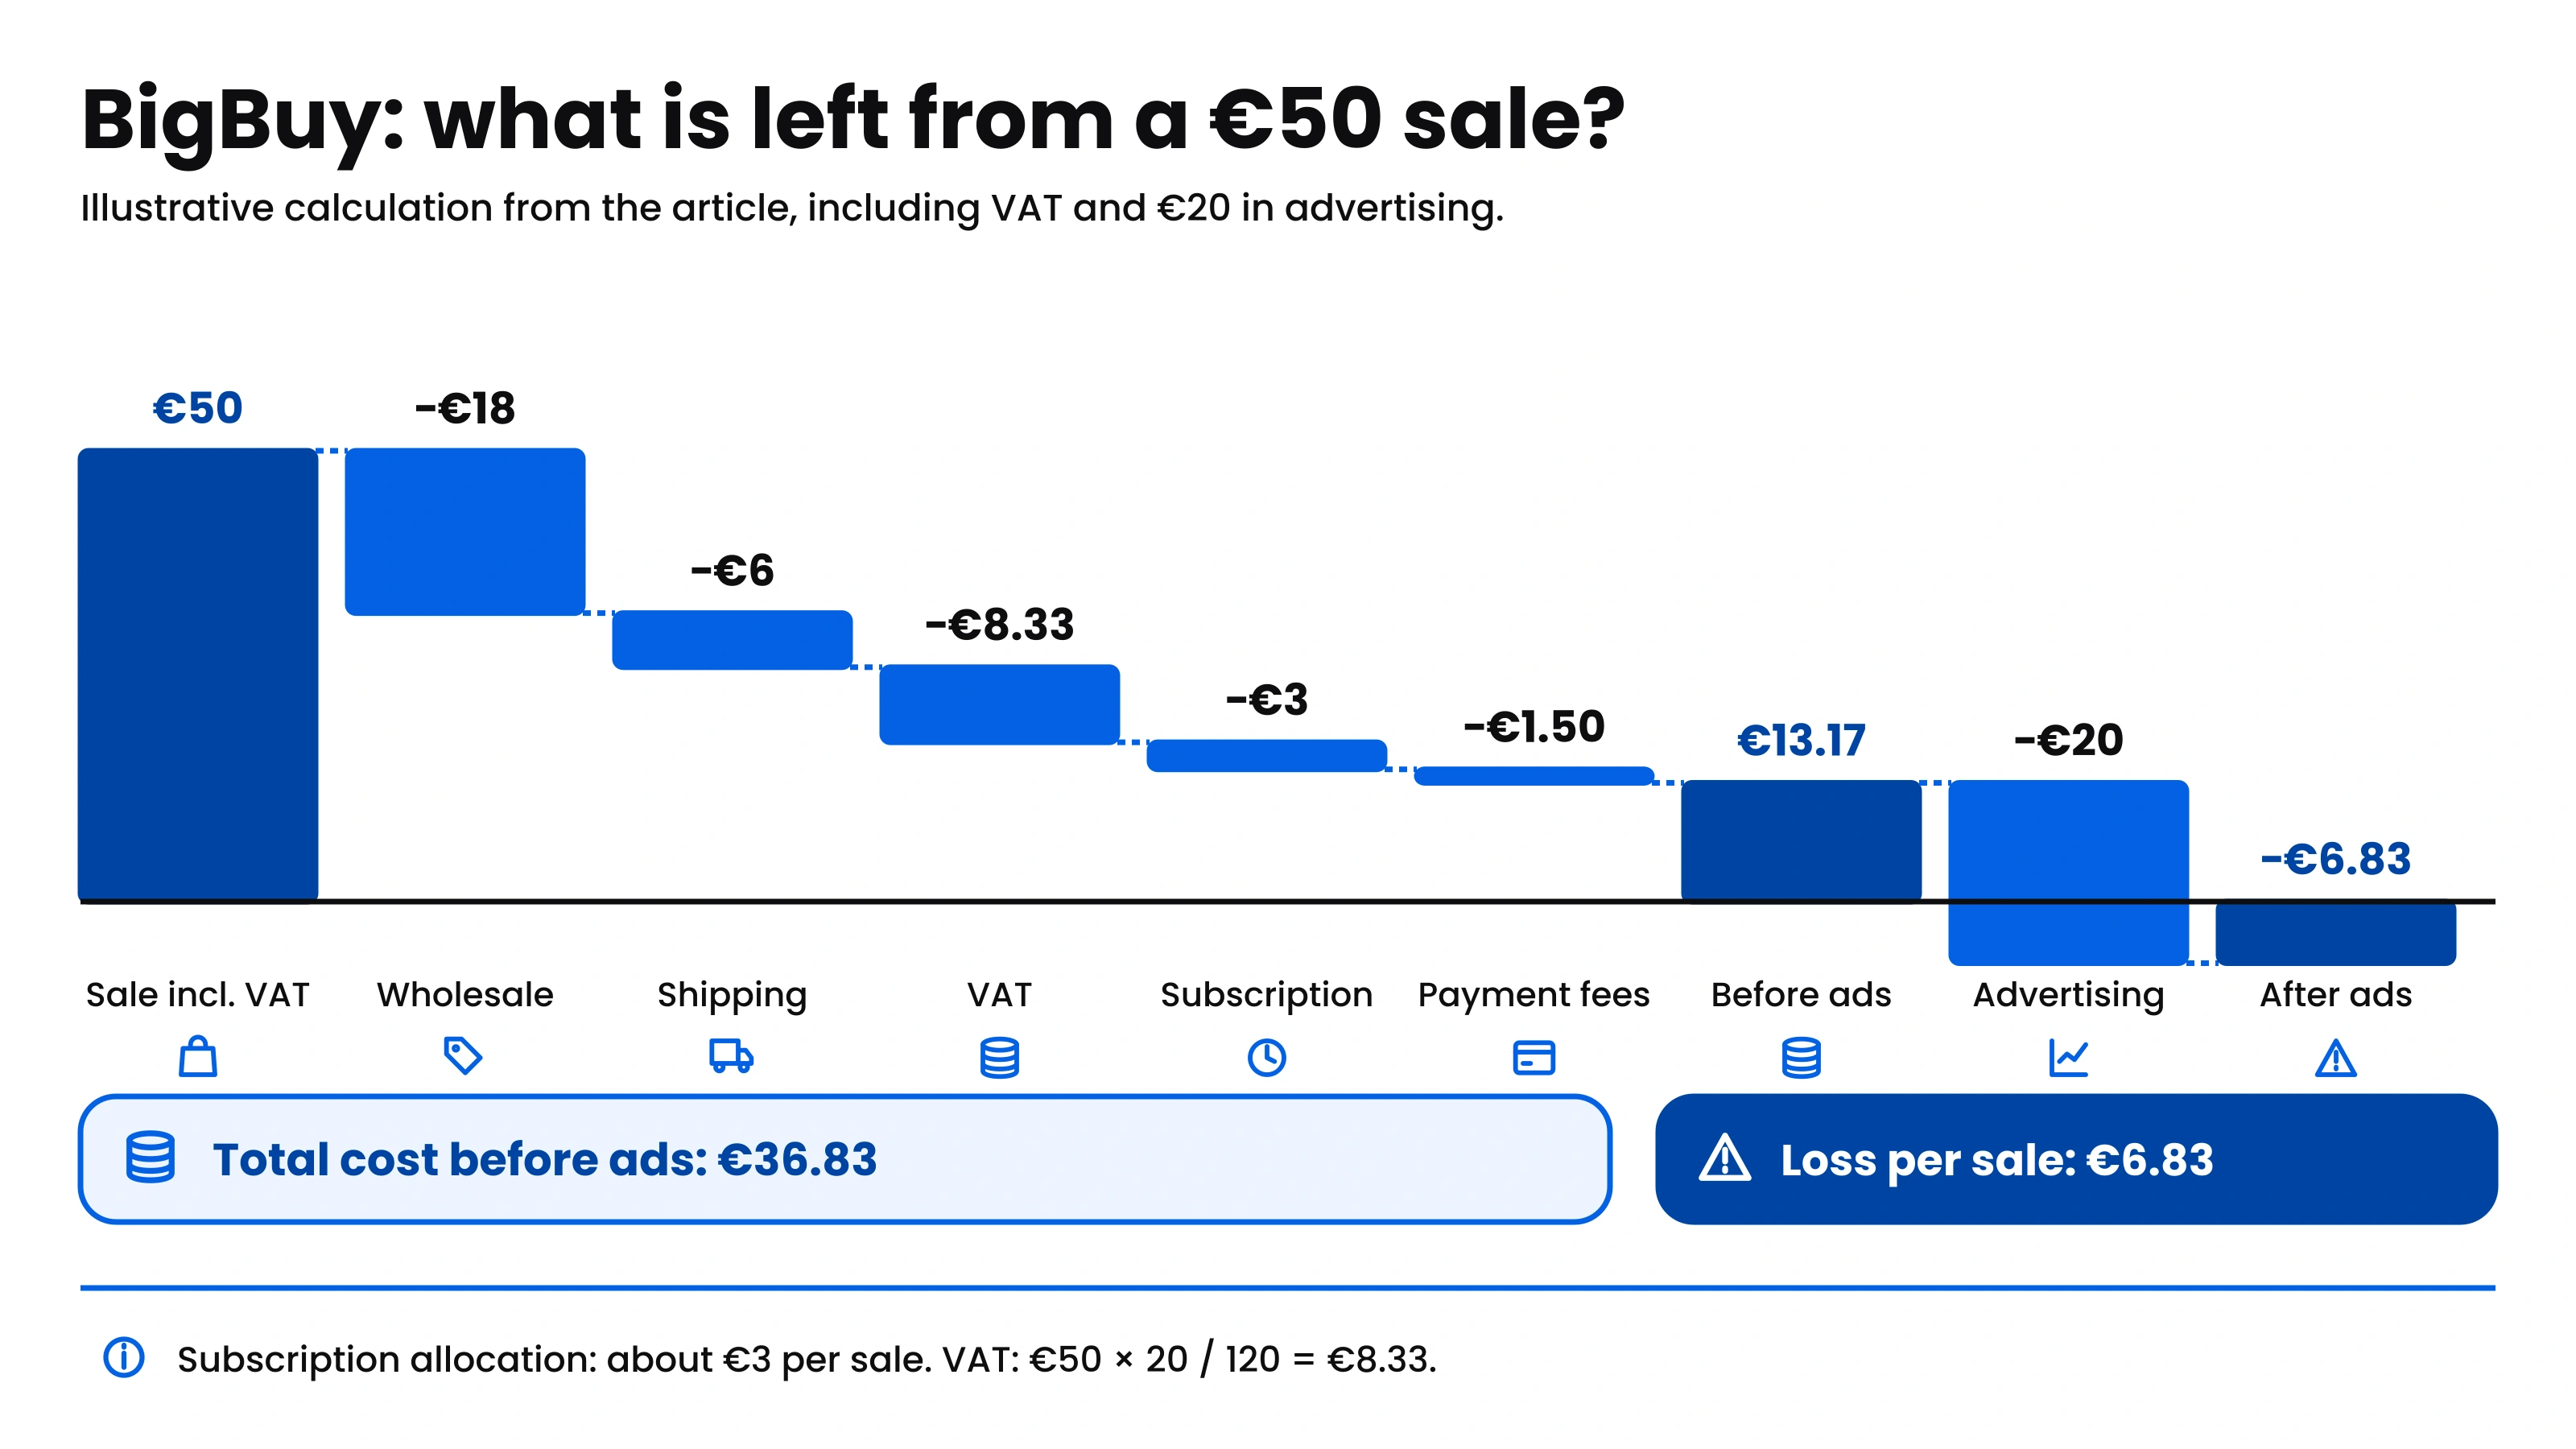 BigBuy: what is left from a €50 sale?
Illustrative calculation from the article, including VAT and €20 in advertising.
€50
−€18
−€6
−€8.33
−€3
−€1.50
€13.17
−€20
−€6.83
Sale incl. VAT
Wholesale
Shipping
VAT
Subscription
Payment fees
Before ads
Advertising
After ads
Total cost before ads: €36.83
Loss per sale: €6.83
Subscription allocation: about €3 per sale. VAT: €50 × 20 / 120 = €8.33.